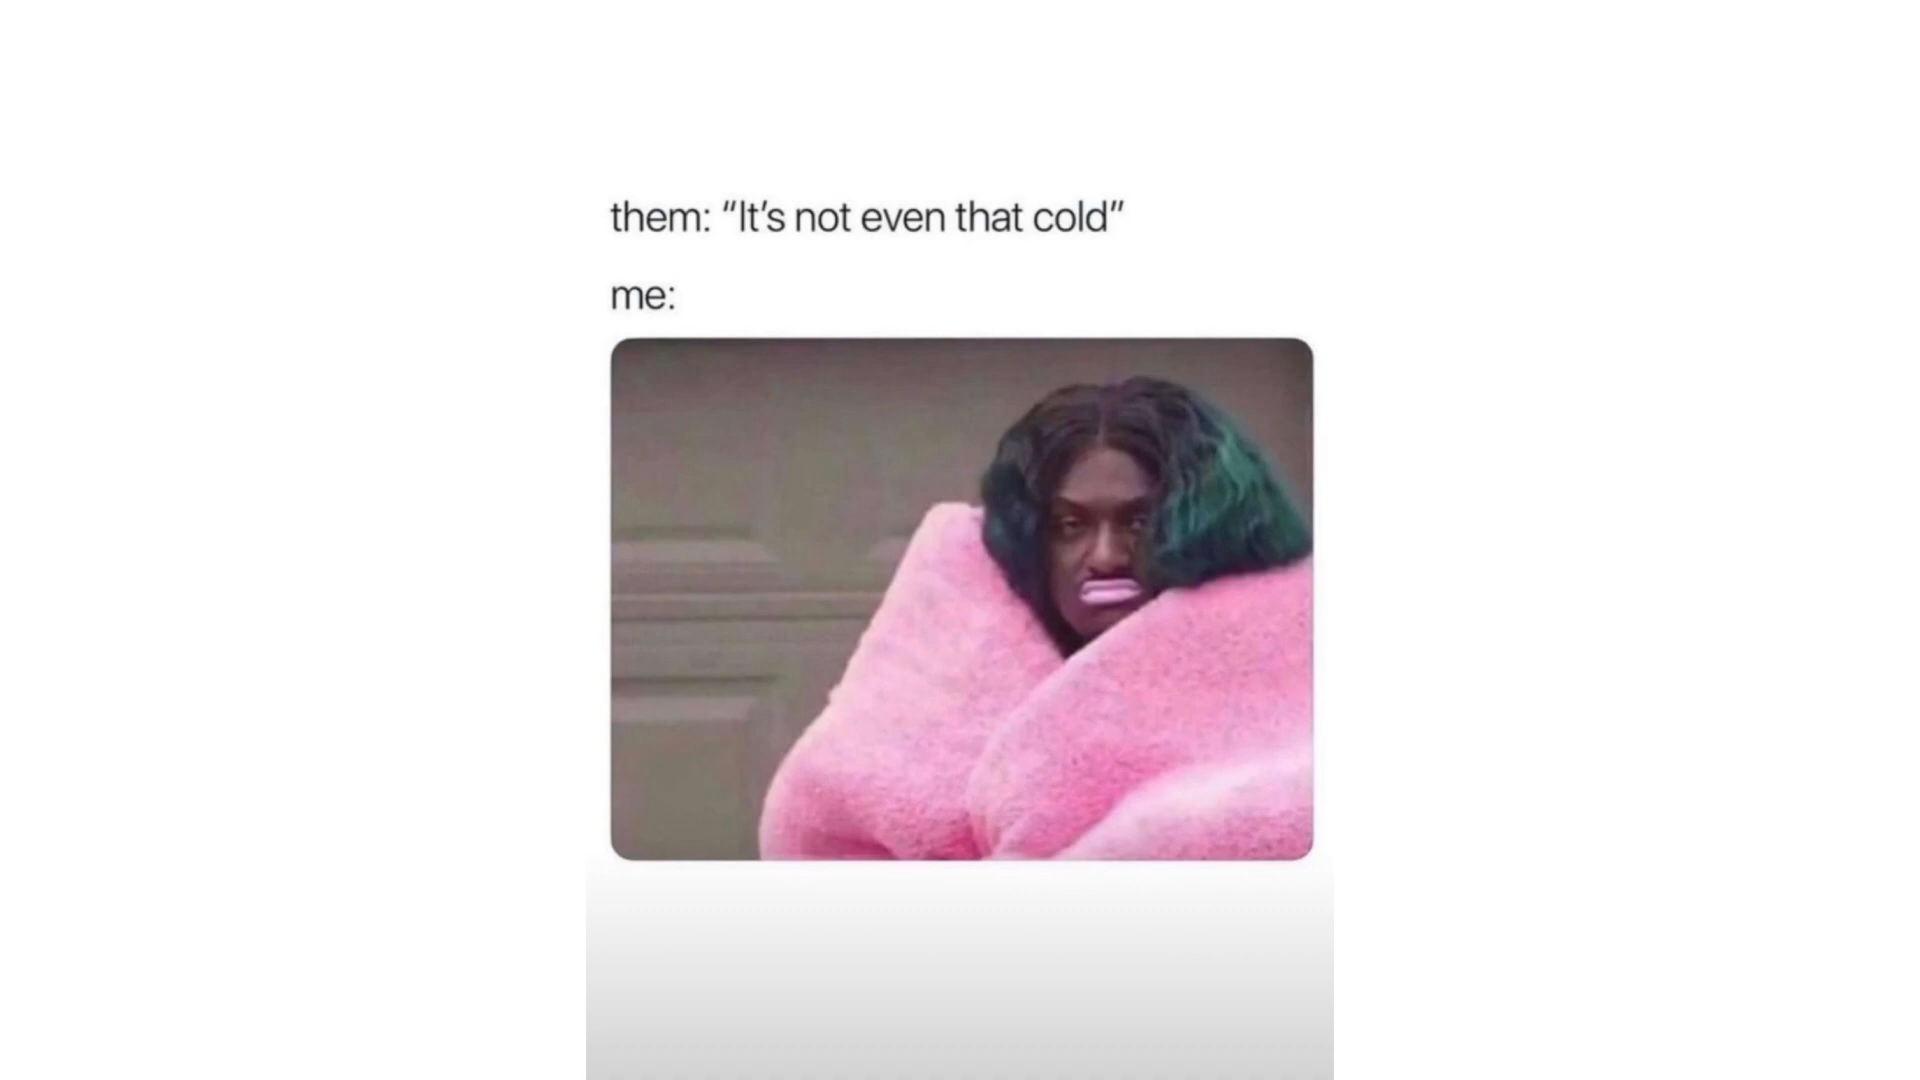 them: “It’s not even that cold”
me: